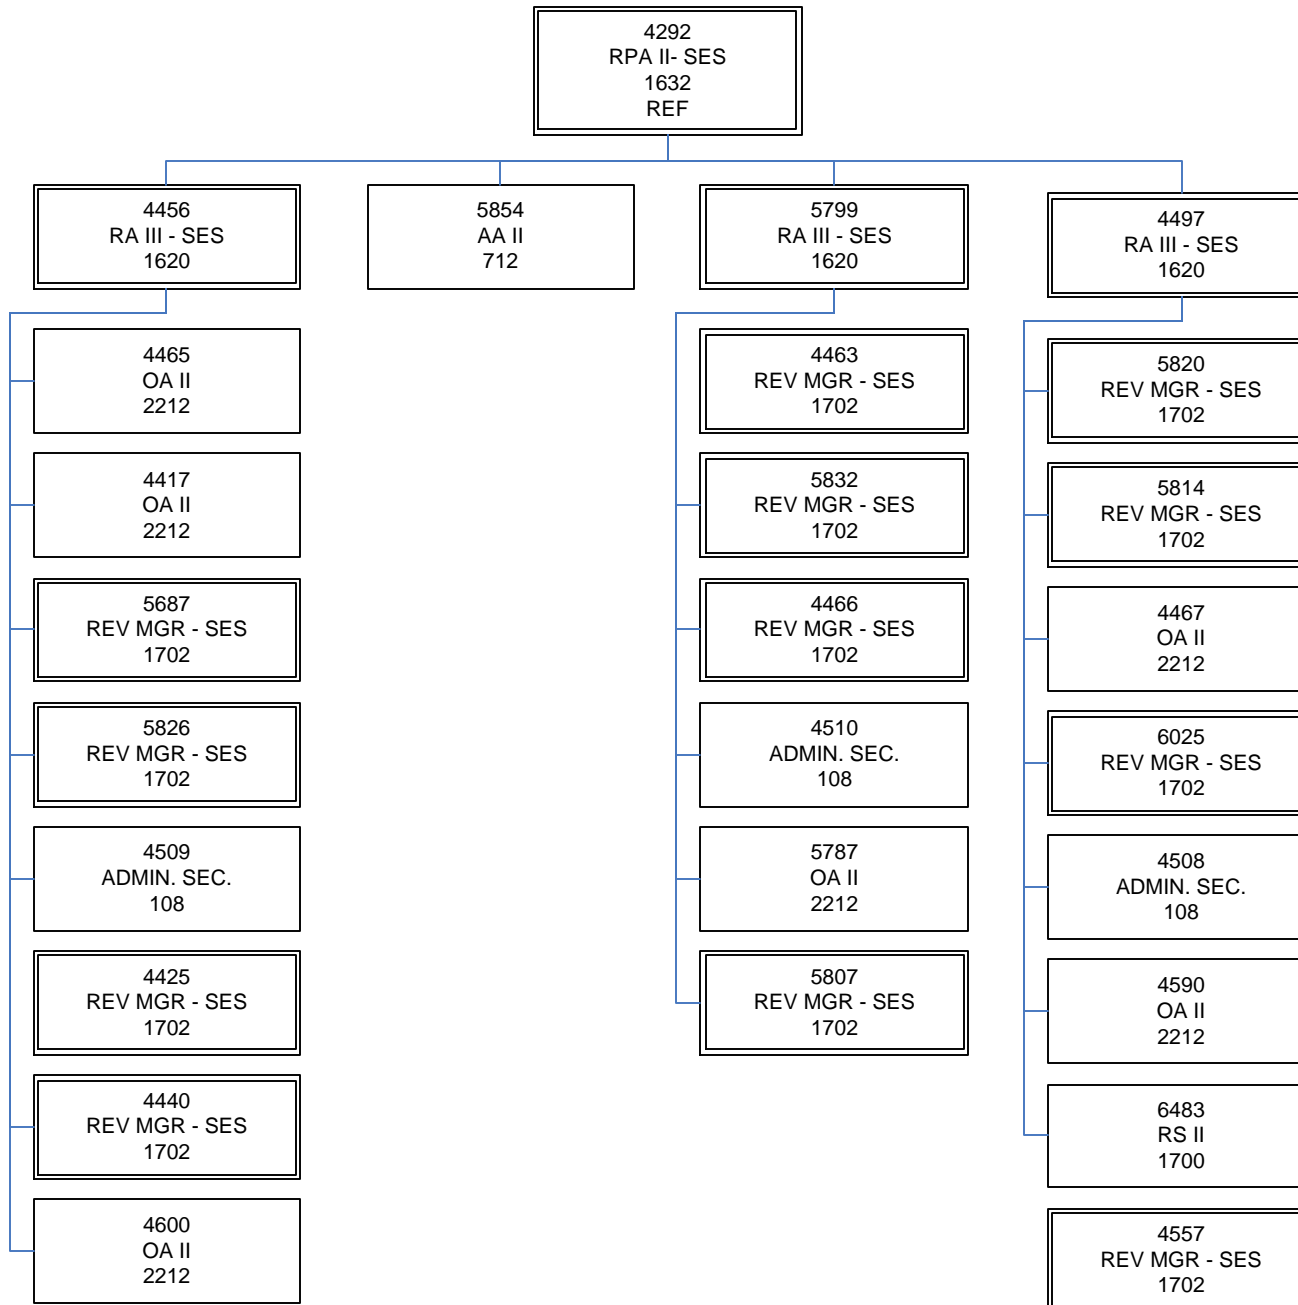 4292
RPA II- SES
1632
REF
4456
RA III - SES
1620
5854
AA II
712
5799
RA III - SES
1620
4497
RA III - SES
1620
4465
OA II
2212
4417
OA II
2212
5687
REV MGR - SES
1702
5826
REV MGR - SES
1702
4509
ADMIN. SEC.
108
4425
REV MGR - SES
1702
4440
REV MGR - SES
1702
4600
OA II
2212
4463
REV MGR - SES
1702
5832
REV MGR - SES
1702
4466
REV MGR - SES
1702
4510
ADMIN. SEC.
108
5787
OA II
2212
5807
REV MGR - SES
1702
5820
REV MGR - SES
1702
5814
REV MGR - SES
1702
4467
OA II
2212
6025
REV MGR - SES
1702
4508
ADMIN. SEC.
108
4590
OA II
2212
6483
RS II
1700
4557
REV MGR - SES
1702